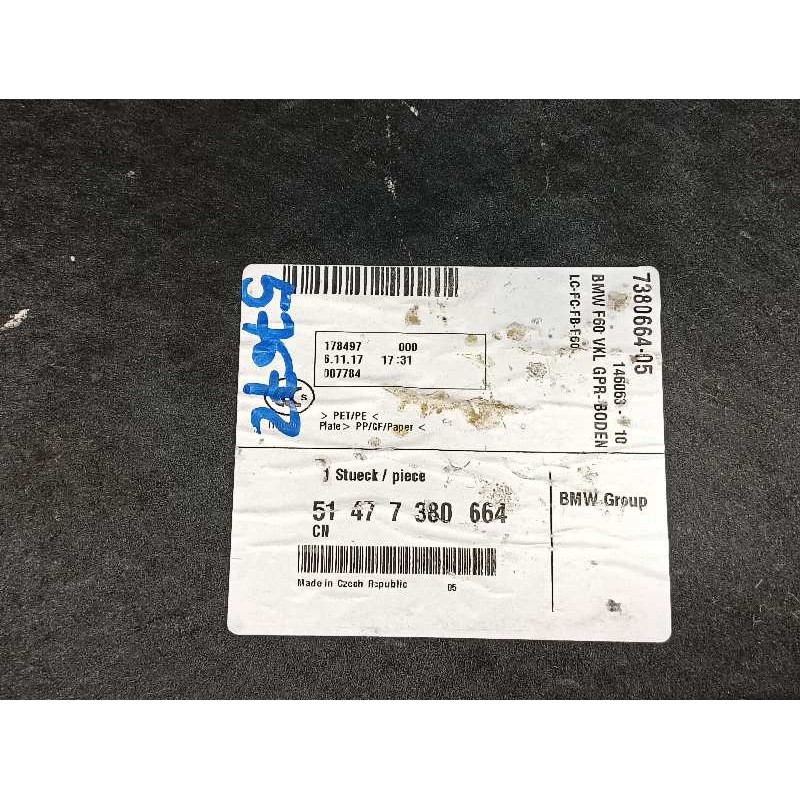 178497 000
6.11.17 17:31
007784
> PET/PE <
Plate> PP/GF/Paper <
7380664-05
146063 - 10
BMW F60 VKL GPR- BODEN
LC-FC-FB-F60
57672
1 Stueck / piece
51 47 7 380 664
CN
Made in Czech Republic 05
BMW Group